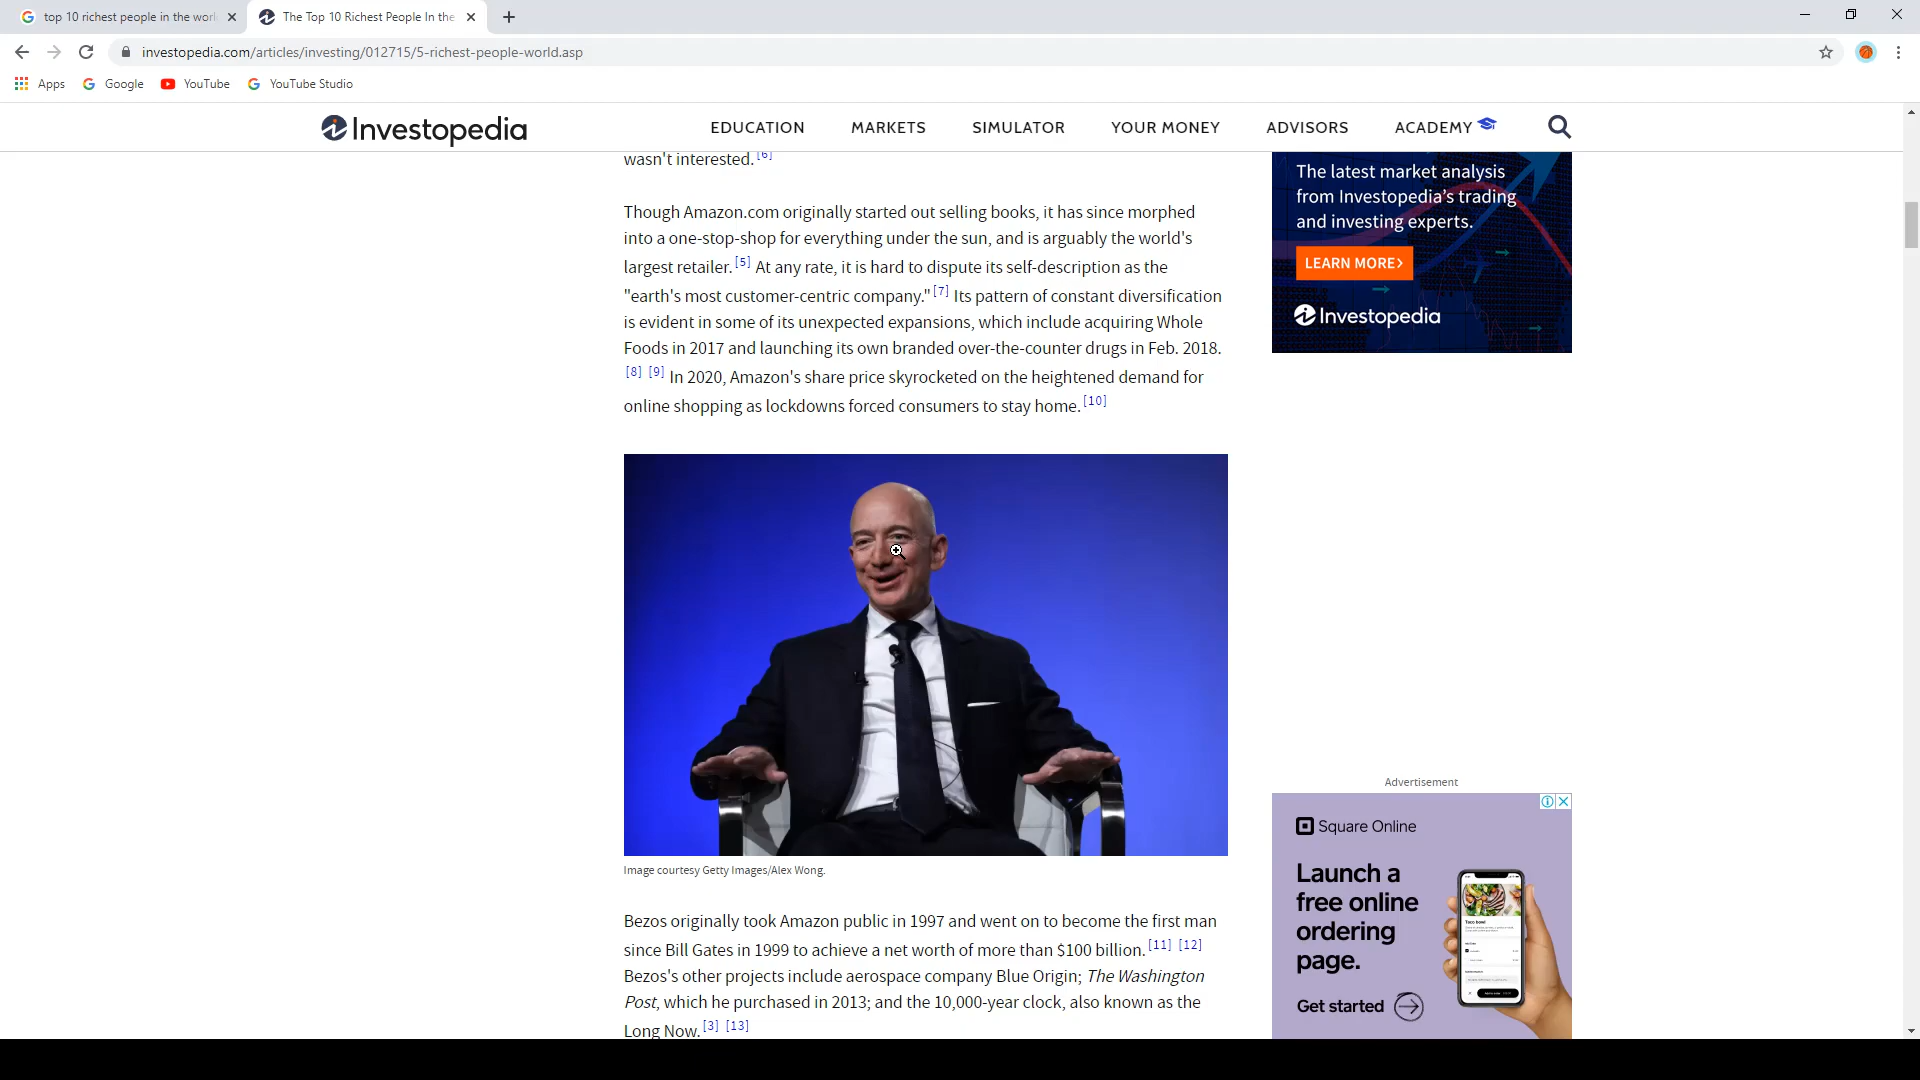 top 10 richest people in the worl
The Top 10 Richest People In the
investopedia.com/articles/investing/012715/5-richest-people-world.asp
Apps
Google
YouTube
YouTube Studio
Investopedia
EDUCATION
MARKETS
SIMULATOR
YOUR MONEY
ADVISORS
ACADEMY
wasn't interested. [6]
Though Amazon.com originally started out selling books, it has since morphed
into a one-stop-shop for everything under the sun, and is arguably the world's
largest retailer. [5] At any rate, it is hard to dispute its self-description as the
"earth's most customer-centric company." [7] Its pattern of constant diversification
is evident in some of its unexpected expansions, which include acquiring Whole
Foods in 2017 and launching its own branded over-the-counter drugs in Feb. 2018.
[8] [9] In 2020, Amazon's share price skyrocketed on the heightened demand for
online shopping as lockdowns forced consumers to stay home. [10]
Image courtesy Getty Images/Alex Wong.
Bezos originally took Amazon public in 1997 and went on to become the first man
since Bill Gates in 1999 to achieve a net worth of more than $100 billion. [11] [12]
Bezos's other projects include aerospace company Blue Origin; The Washington
Post, which he purchased in 2013; and the 10,000-year clock, also known as the
Long Now. [3] [13]
The latest market analysis
from Investopedia's trading
and investing experts.
LEARN MORE>
Investopedia
Advertisement
Square Online
Launch a
free online
ordering
page.
Get started